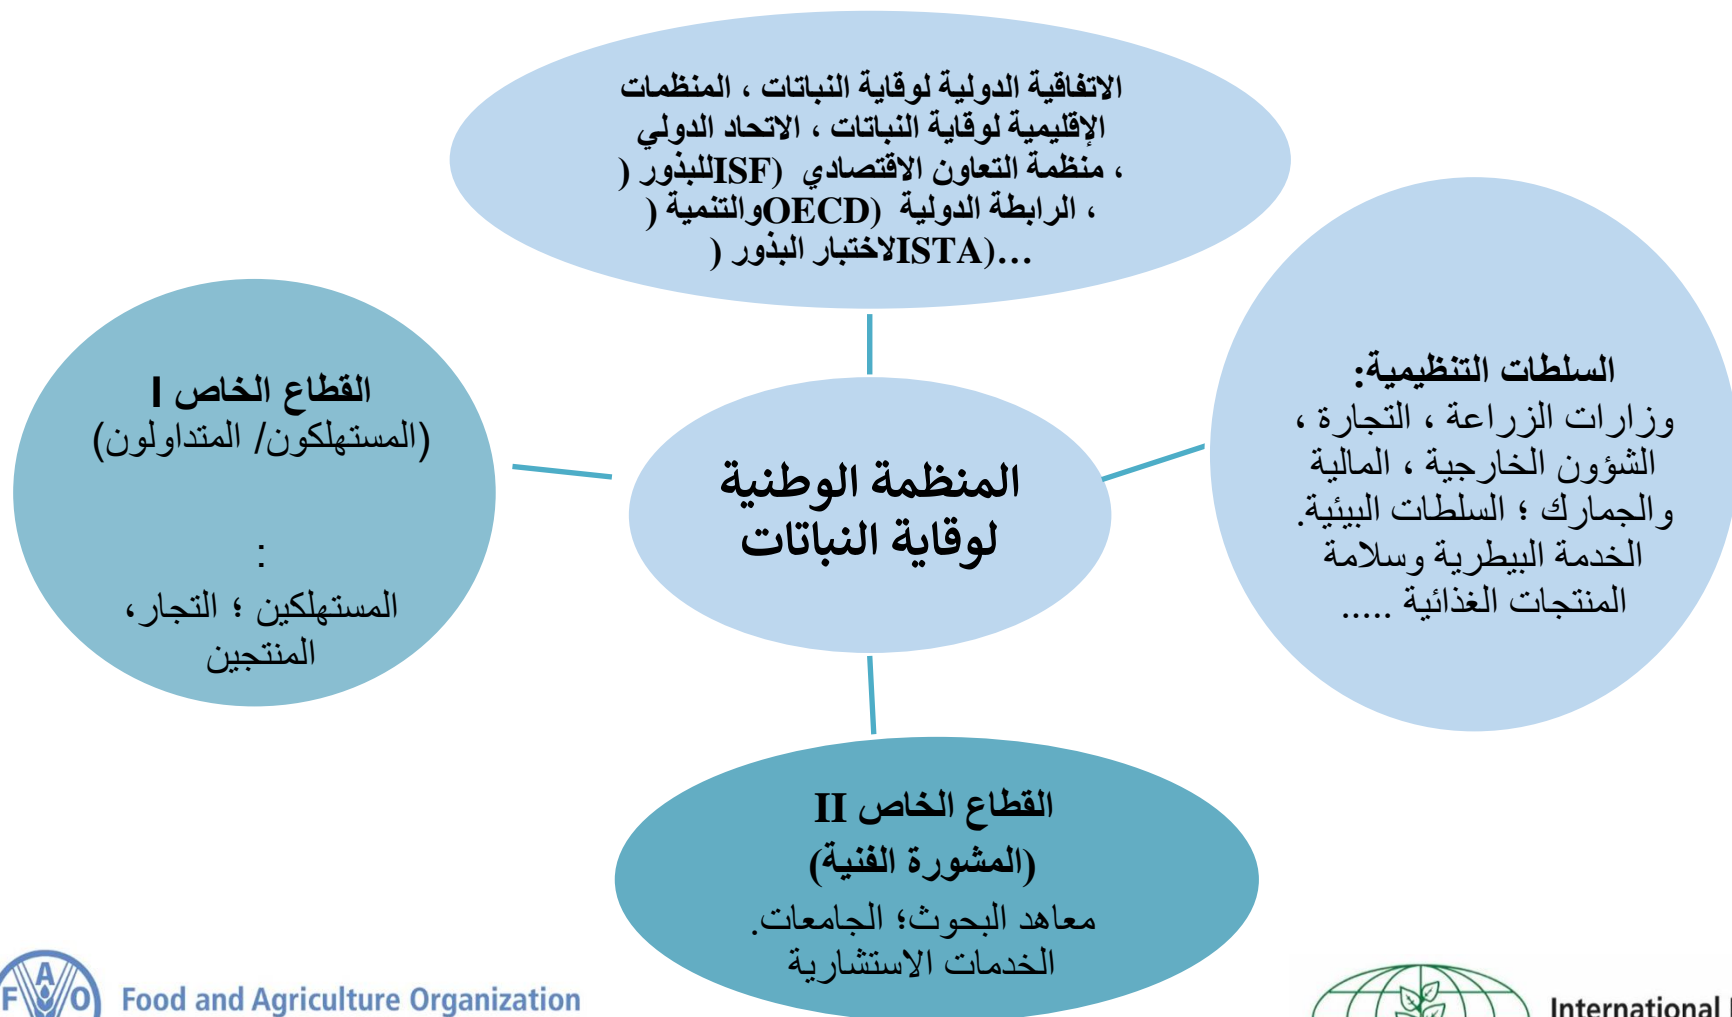 الاتفاقية الدولية لوقاية النباتات ، المنظمات
الإقليمية لوقاية النباتات ، الاتحاد الدولي
للبذور (ISF) ، منظمة التعاون الاقتصادي
والتنمية (OECD) ، الرابطة الدولية
لاختبار البذور (ISTA)...
السلطات التنظيمية:
وزارات الزراعة ، التجارة ،
الشؤون الخارجية ، المالية
والجمارك ؛ السلطات البيئية.
الخدمة البيطرية وسلامة
المنتجات الغذائية .....
المنظمة الوطنية
لوقاية النباتات
القطاع الخاص I
(المستهلكون/ المتداولون)
:
المستهلكين ؛ التجار،
المنتجين
القطاع الخاص II
(المشورة الفنية)
معاهد البحوث؛ الجامعات.
الخدمات الاستشارية
FAO
Food and Agriculture Organization
International